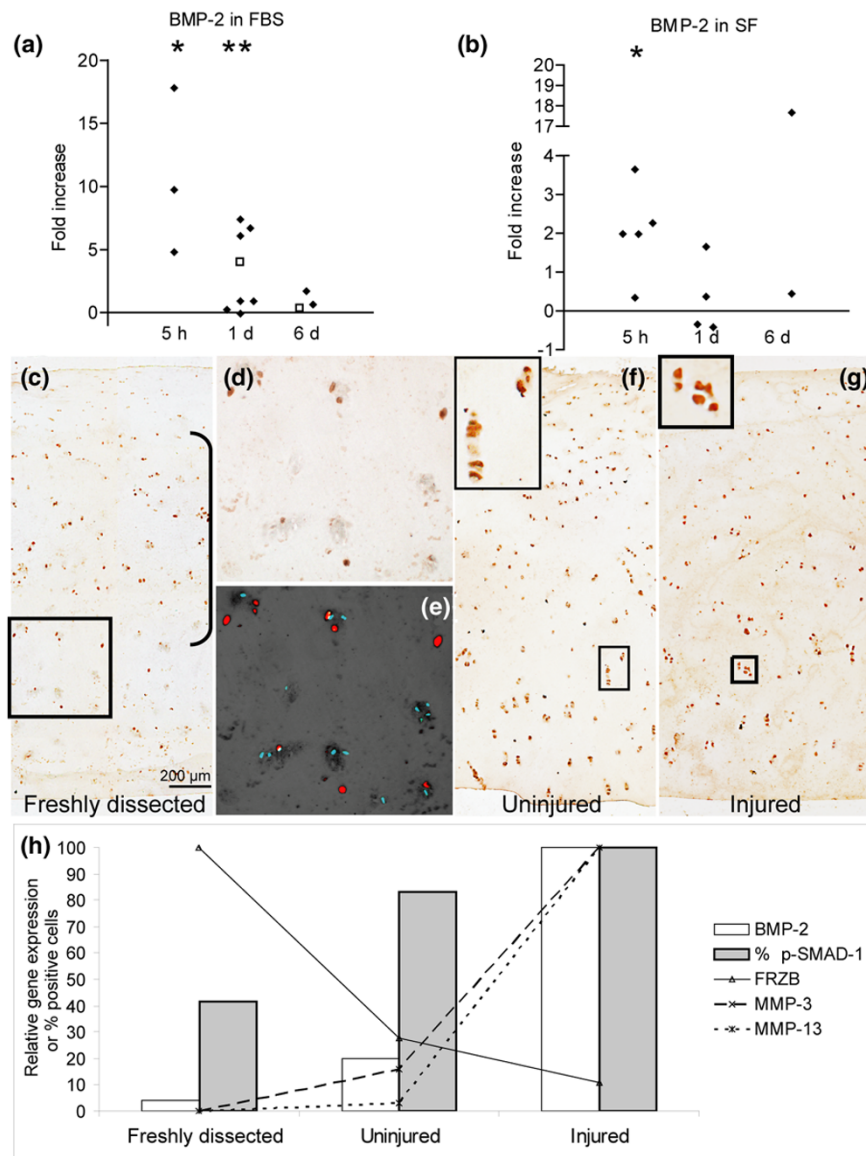 BMP-2 in FBS
(a)
* **
20
15
10
5
0
Fold increase
5 h 1 d 6 d
BMP-2 in SF
(b)
*
20
19
18
17
4
3
2
1
0
-1
Fold increase
5 h 1 d 6 d
(c)
200 µm
Freshly dissected
(d)
(e)
(f)
Uninjured
(g)
Injured
(h)
100
90
80
70
60
50
40
30
20
10
0
Relative gene expression
or % positive cells
Freshly dissected Uninjured Injured
BMP-2
% p-SMAD-1
FRZB
MMP-3
MMP-13